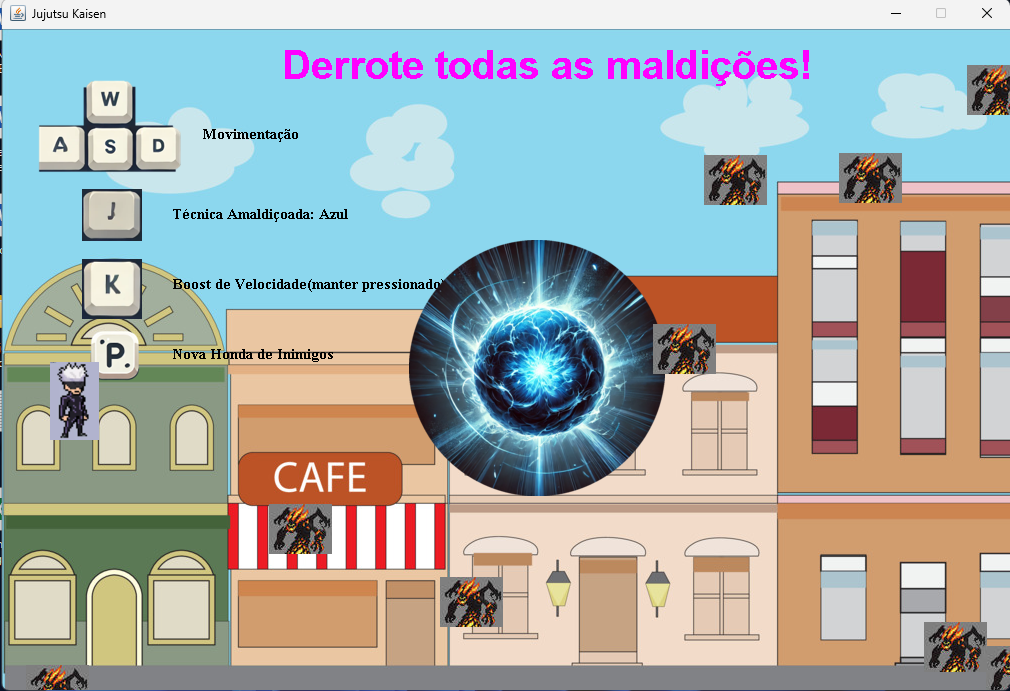 Jujutsu Kaisen
Derrote todas as maldições!
W
A S D
Movimentação
J
Técnica Amaldiçoada: Azul
K
Boost de Velocidade(manter pressionado)
P
Nova Honda de Inimigos
CAFE